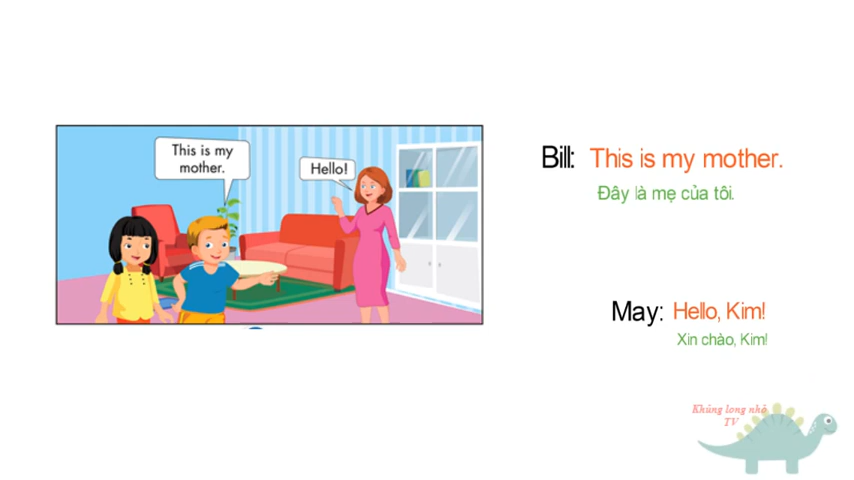 This is my
mother.
Hello!
Bill: This is my mother.
Đây là mẹ của tôi.
May: Hello, Kim!
Xin chào, Kim!
Khủng long nhỏ
TV